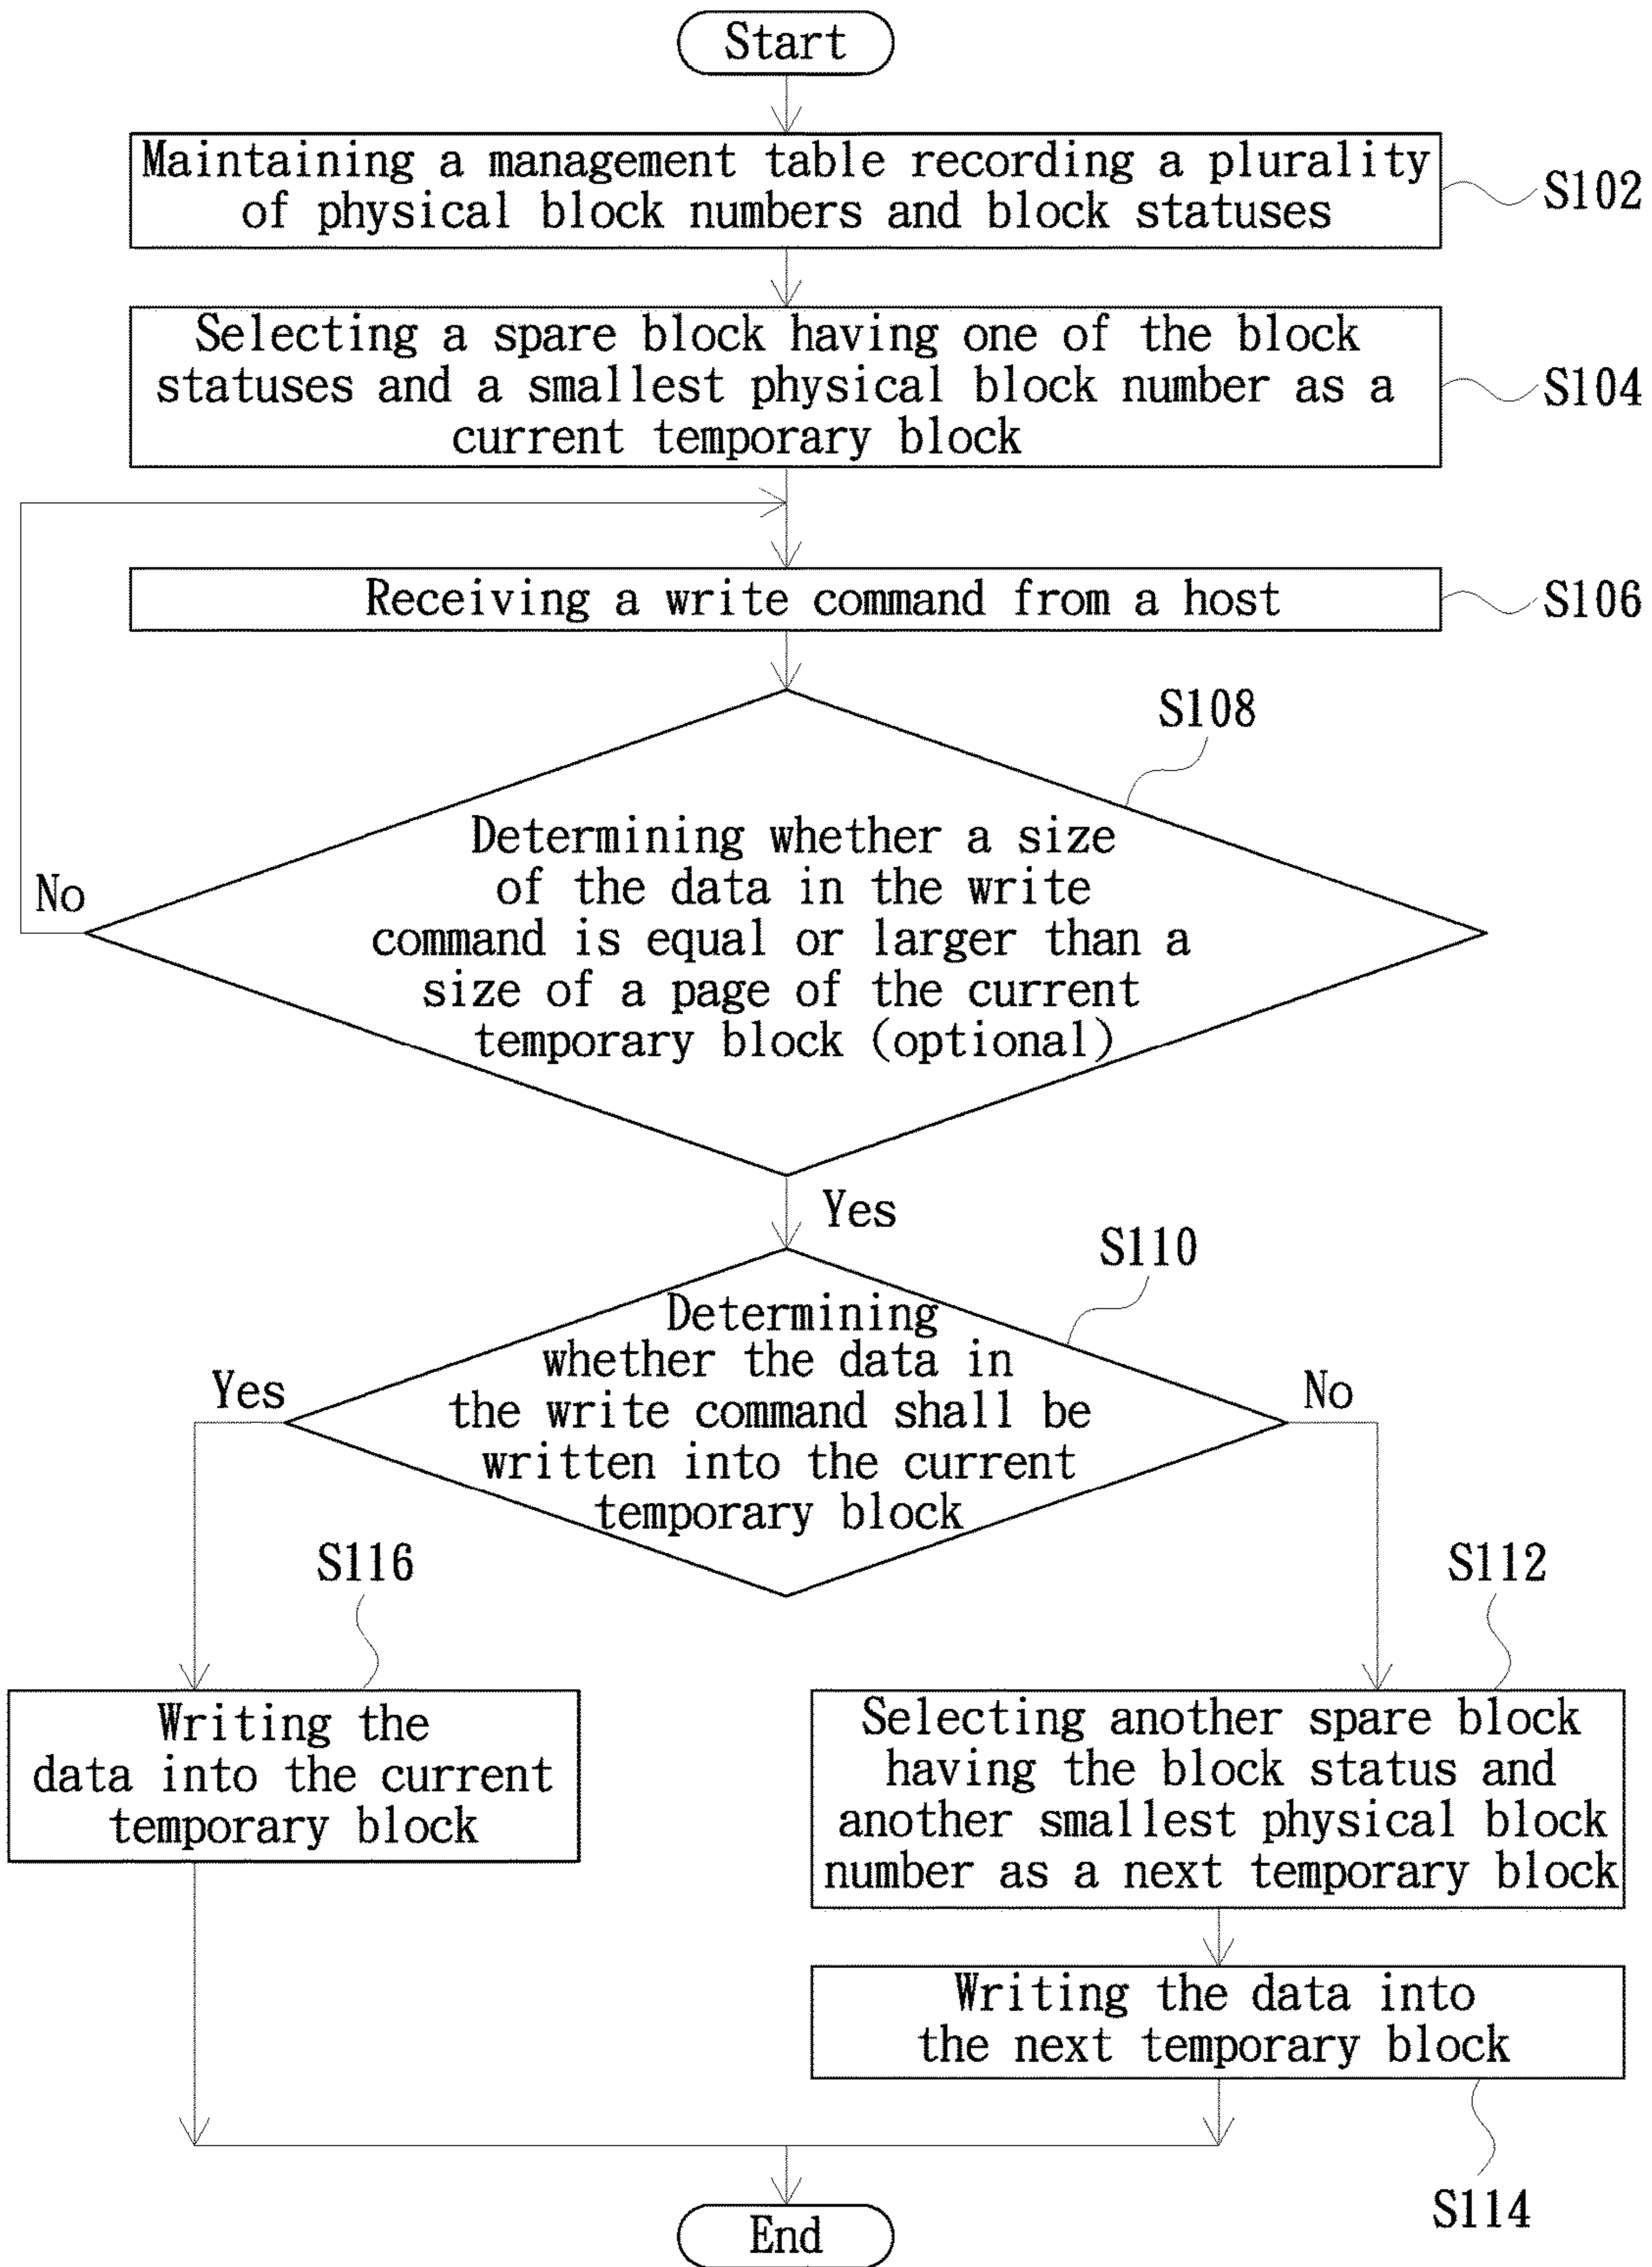 Start
Maintaining a management table recording a plurality
of physical block numbers and block statuses
S102
Selecting a spare block having one of the block
statuses and a smallest physical block number as a
current temporary block
S104
Receiving a write command from a host
S106
S108
Determining whether a size
of the data in the write
command is equal or larger than a
size of a page of the current
temporary block (optional)
No
Yes
S110
Determining
whether the data in
the write command shall be
written into the current
temporary block
Yes
No
S116
S112
Writing the
data into the current
temporary block
Selecting another spare block
having the block status and
another smallest physical block
number as a next temporary block
Writing the data into
the next temporary block
S114
End